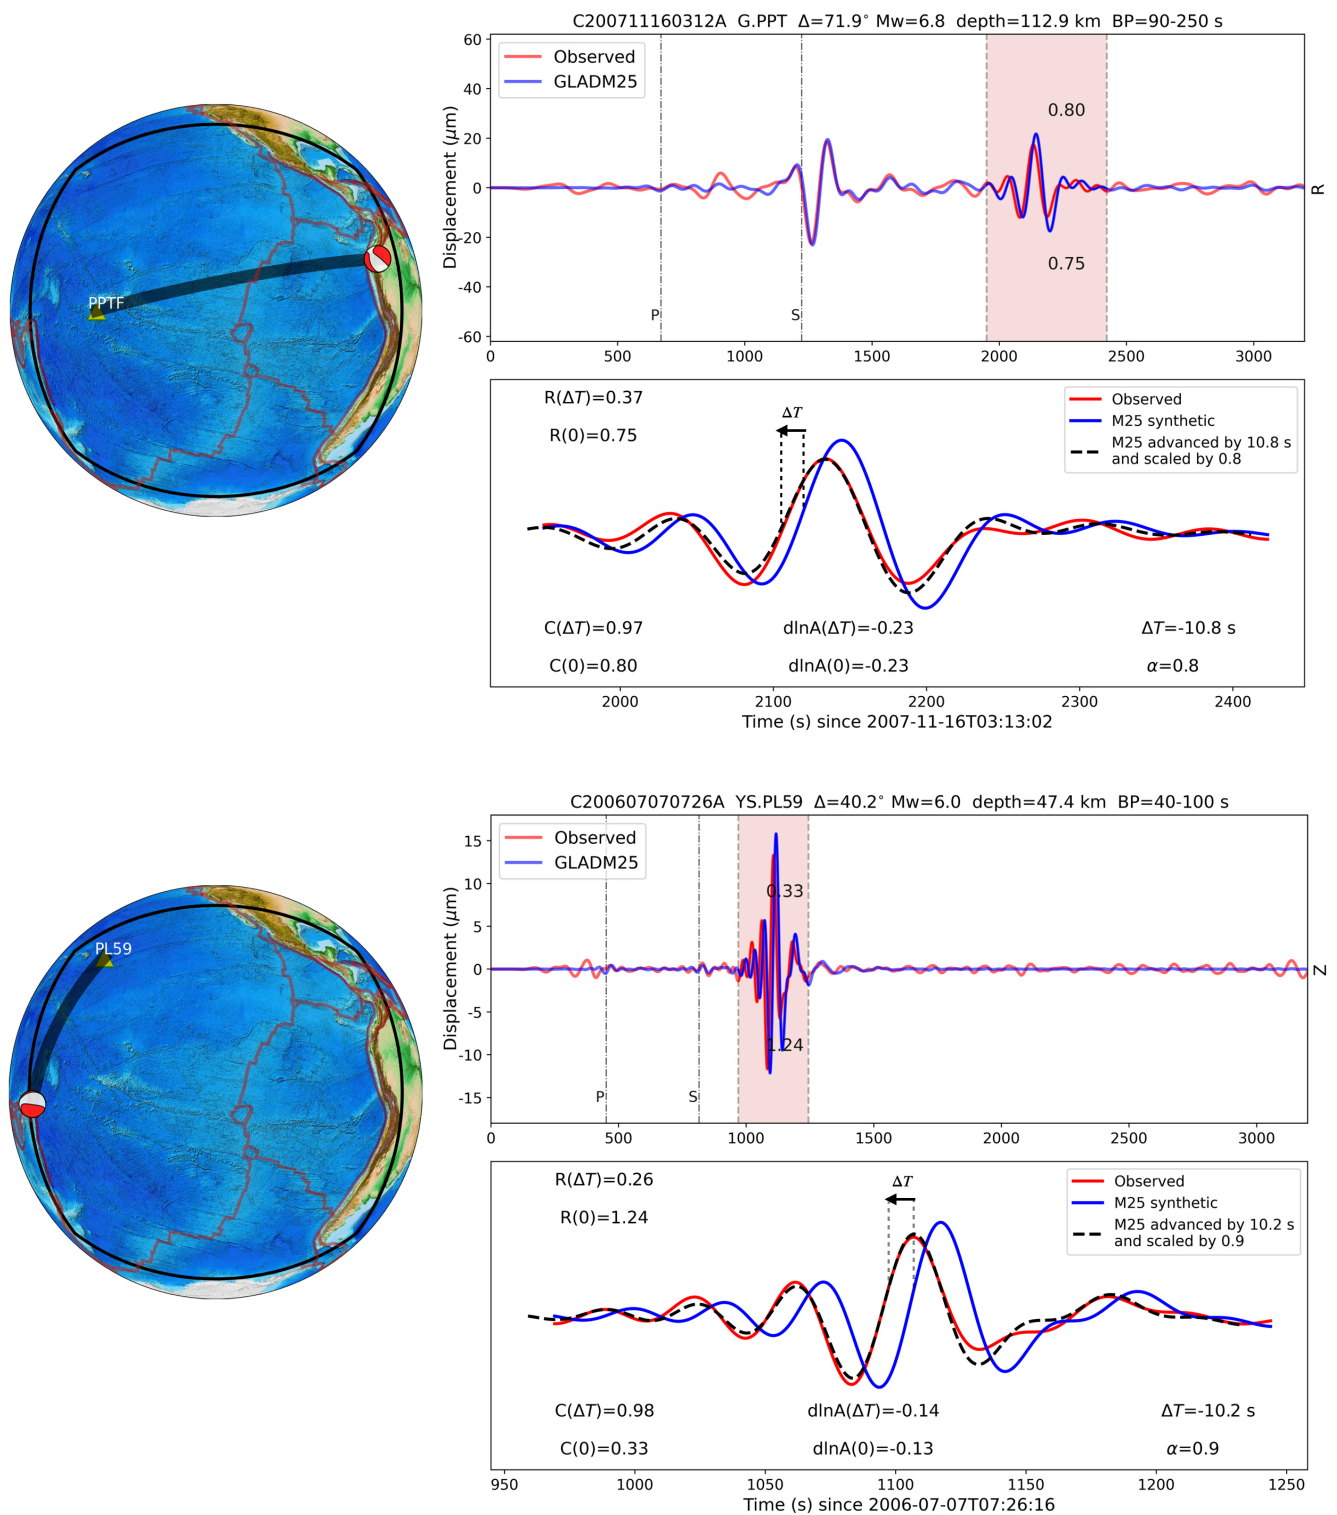 C200711160312A G.PPT Δ=71.9° Mw=6.8 depth=112.9 km BP=90-250 s
Observed
GLADM25
0.80
0.75
P
S
R
Displacement (μm)
60
40
20
0
-20
-40
-60
0 500 1000 1500 2000 2500 3000
PPTF
R(ΔT)=0.37
R(0)=0.75
ΔT
Observed
M25 synthetic
M25 advanced by 10.8 s
and scaled by 0.8
C(ΔT)=0.97 dlnA(ΔT)=-0.23 ΔT=-10.8 s
C(0)=0.80 dlnA(0)=-0.23 α=0.8
2000 2100 2200 2300 2400
Time (s) since 2007-11-16T03:13:02
C200607070726A YS.PL59 Δ=40.2° Mw=6.0 depth=47.4 km BP=40-100 s
Observed
GLADM25
0.33
1.24
P
S
Z
Displacement (μm)
15
10
5
0
-5
-10
-15
0 500 1000 1500 2000 2500 3000
PL59
R(ΔT)=0.26
R(0)=1.24
ΔT
Observed
M25 synthetic
M25 advanced by 10.2 s
and scaled by 0.9
C(ΔT)=0.98 dlnA(ΔT)=-0.14 ΔT=-10.2 s
C(0)=0.33 dlnA(0)=-0.13 α=0.9
950 1000 1050 1100 1150 1200 1250
Time (s) since 2006-07-07T07:26:16